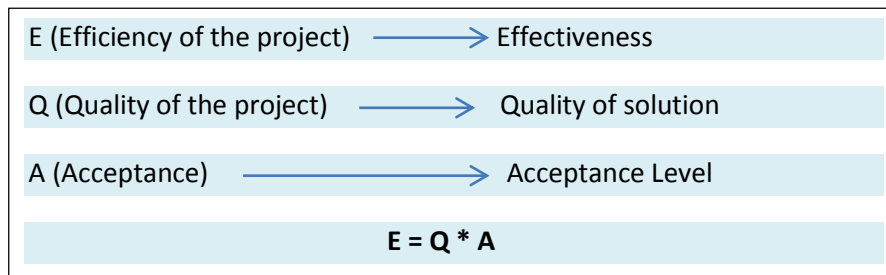 E (Efficiency of the project) Effectiveness
Q (Quality of the project) Quality of solution
A (Acceptance) Acceptance Level
E = Q * A